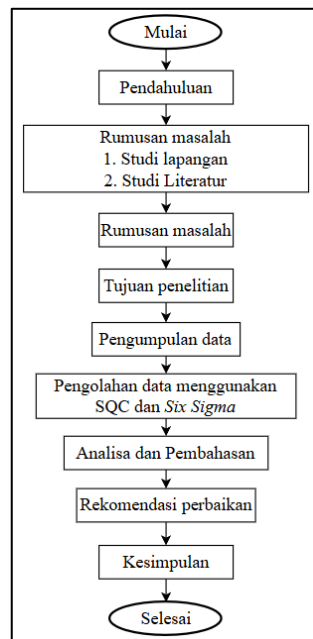 Mulai
Pendahuluan
Rumusan masalah
1. Studi lapangan
2. Studi Literatur
Rumusan masalah
Tujuan penelitian
Pengumpulan data
Pengolahan data menggunakan
SQC dan Six Sigma
Analisa dan Pembahasan
Rekomendasi perbaikan
Kesimpulan
Selesai